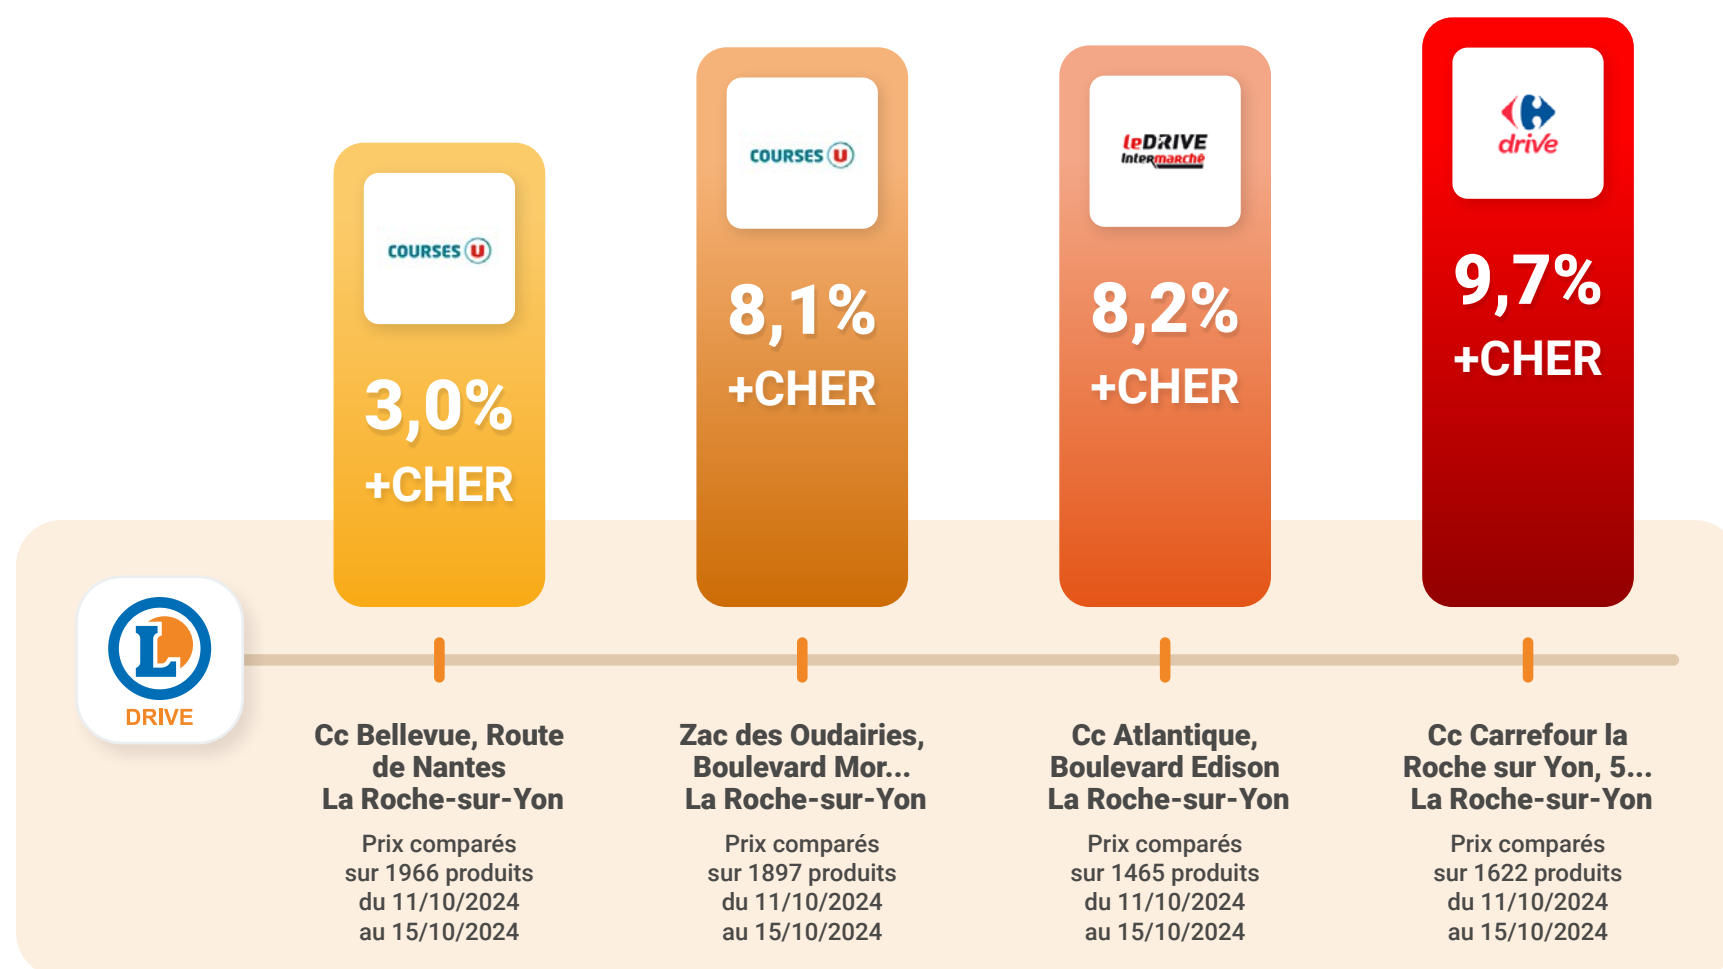 COURSES U
3,0%
+CHER
COURSES U
8,1%
+CHER
leDRIVE
Intermarché
8,2%
+CHER
drive
9,7%
+CHER
L
DRIVE
Cc Bellevue, Route
de Nantes
La Roche-sur-Yon
Prix comparés
sur 1966 produits
du 11/10/2024
au 15/10/2024
Zac des Oudairies,
Boulevard Mor...
La Roche-sur-Yon
Prix comparés
sur 1897 produits
du 11/10/2024
au 15/10/2024
Cc Atlantique,
Boulevard Edison
La Roche-sur-Yon
Prix comparés
sur 1465 produits
du 11/10/2024
au 15/10/2024
Cc Carrefour la
Roche sur Yon, 5...
La Roche-sur-Yon
Prix comparés
sur 1622 produits
du 11/10/2024
au 15/10/2024